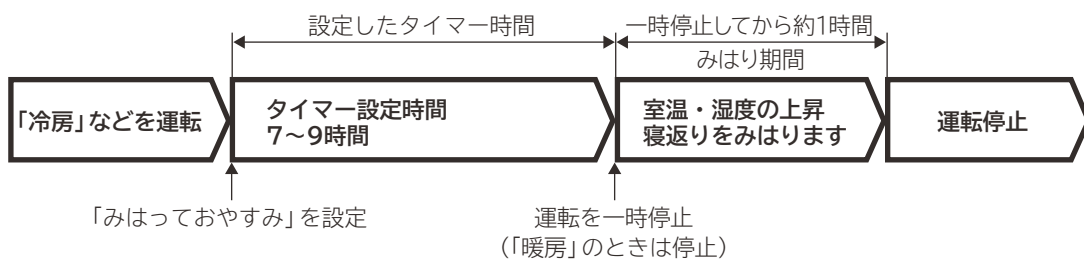 設定したタイマー時間
一時停止してから約1時間
みはり期間
「冷房」などを運転
タイマー設定時間
7～9時間
室温・湿度の上昇
寝返りをみはります
運転停止
「みはっておやすみ」を設定
運転を一時停止
（「暖房」のときは停止）